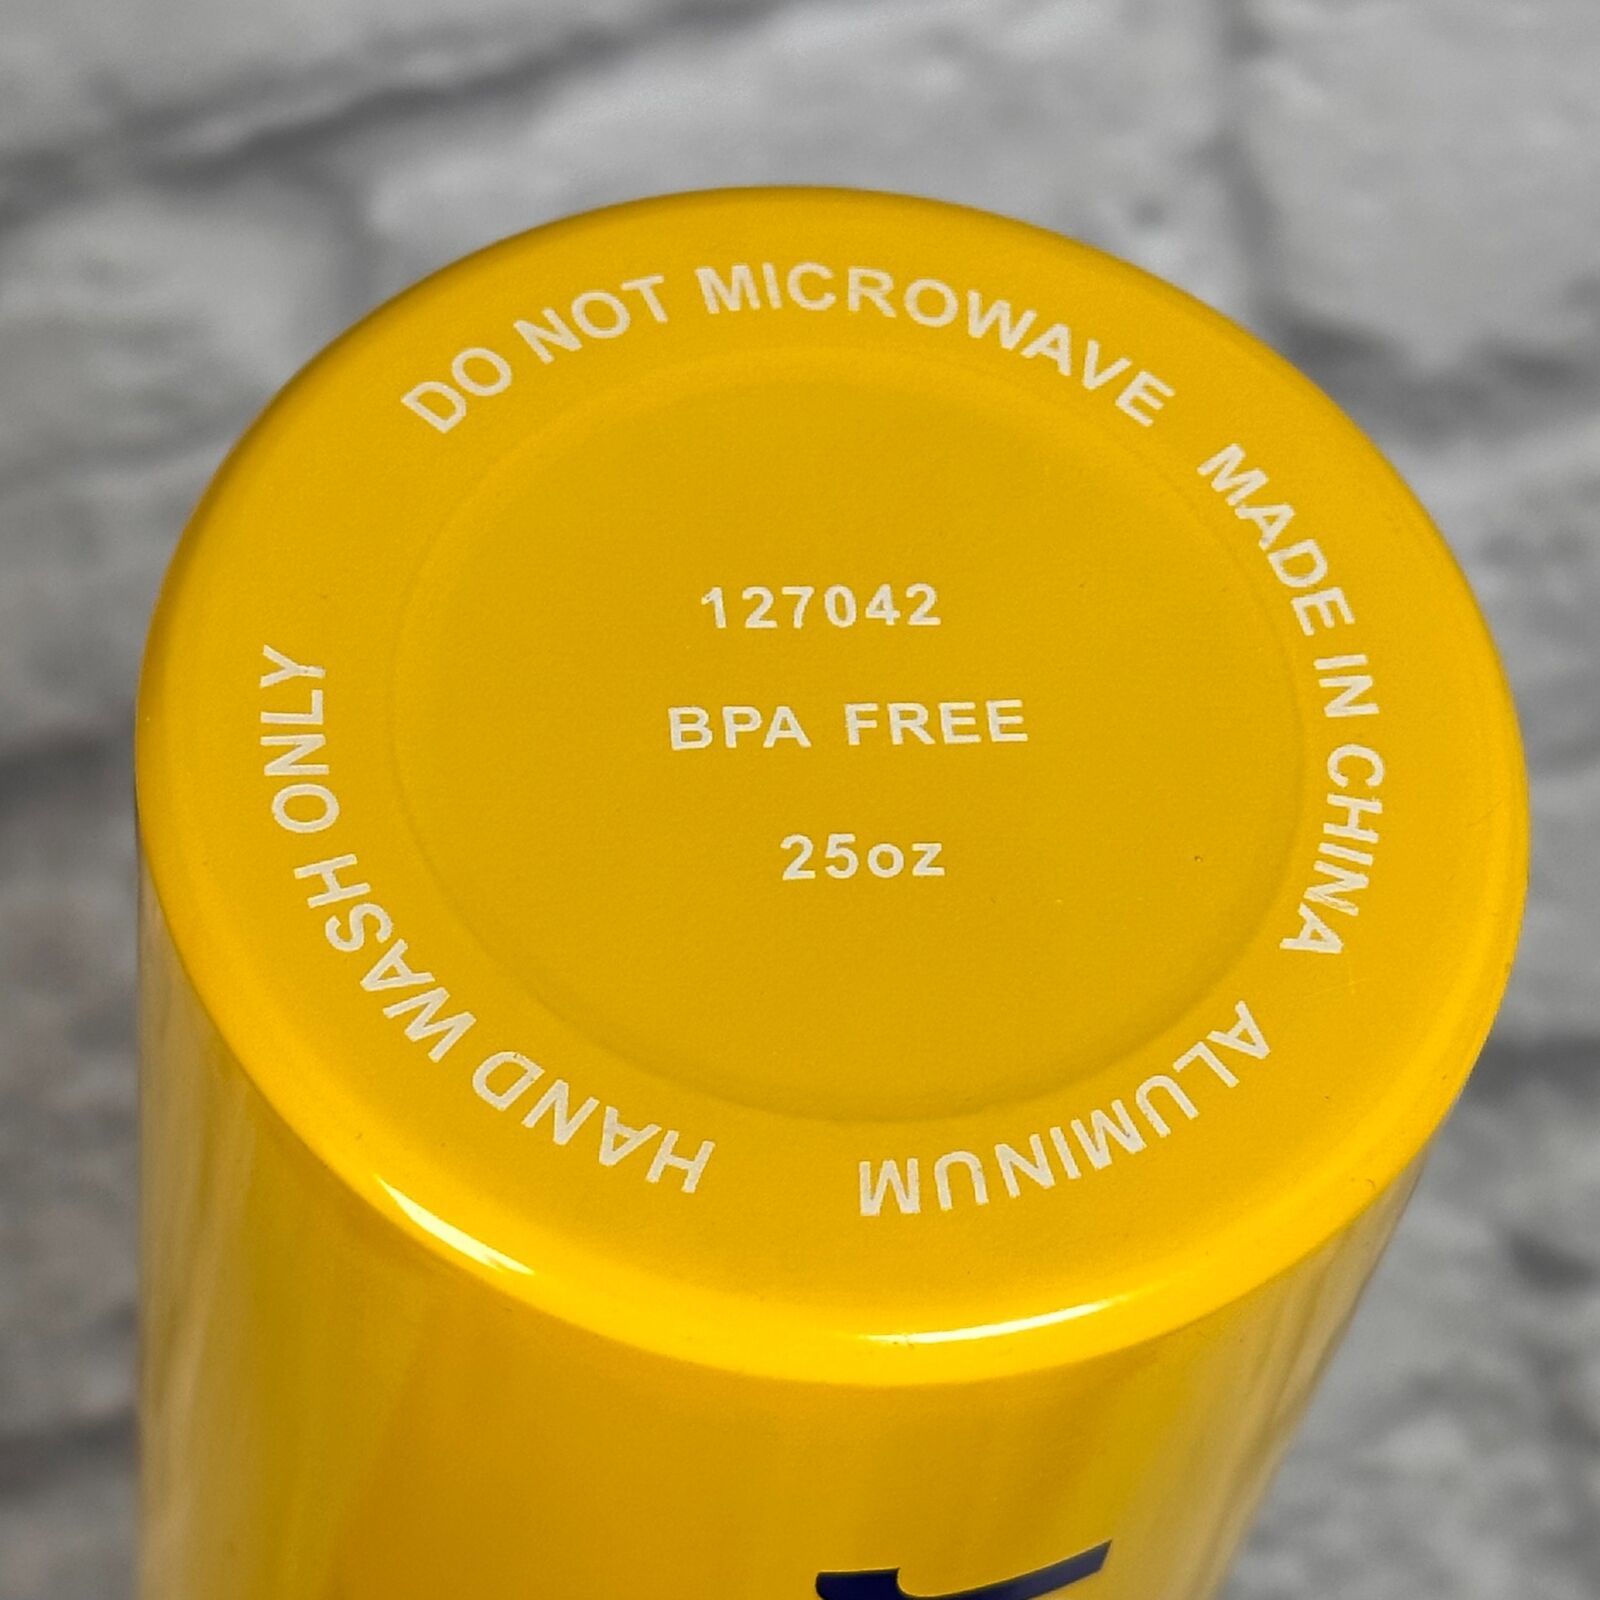 DO NOT MICROWAVE
MADE IN CHINA
ALUMINUM
HAND WASH ONLY
127042
BPA FREE
25oz